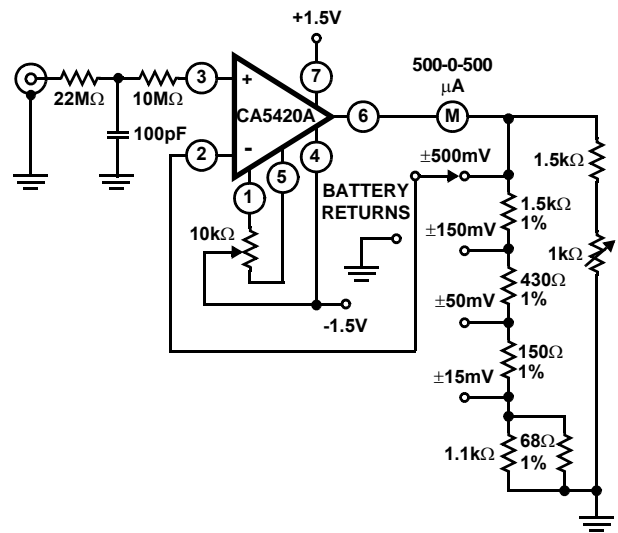 +1.5V
500-0-500
μA
22MΩ
10MΩ
3
+
7
CA5420A
6
M
100pF
2
-
4
5
1
BATTERY
RETURNS
±500mV
1.5kΩ
1.5kΩ
1%
10kΩ
±150mV
1kΩ
430Ω
1%
-1.5V
±50mV
150Ω
1%
±15mV
1.1kΩ
68Ω
1%